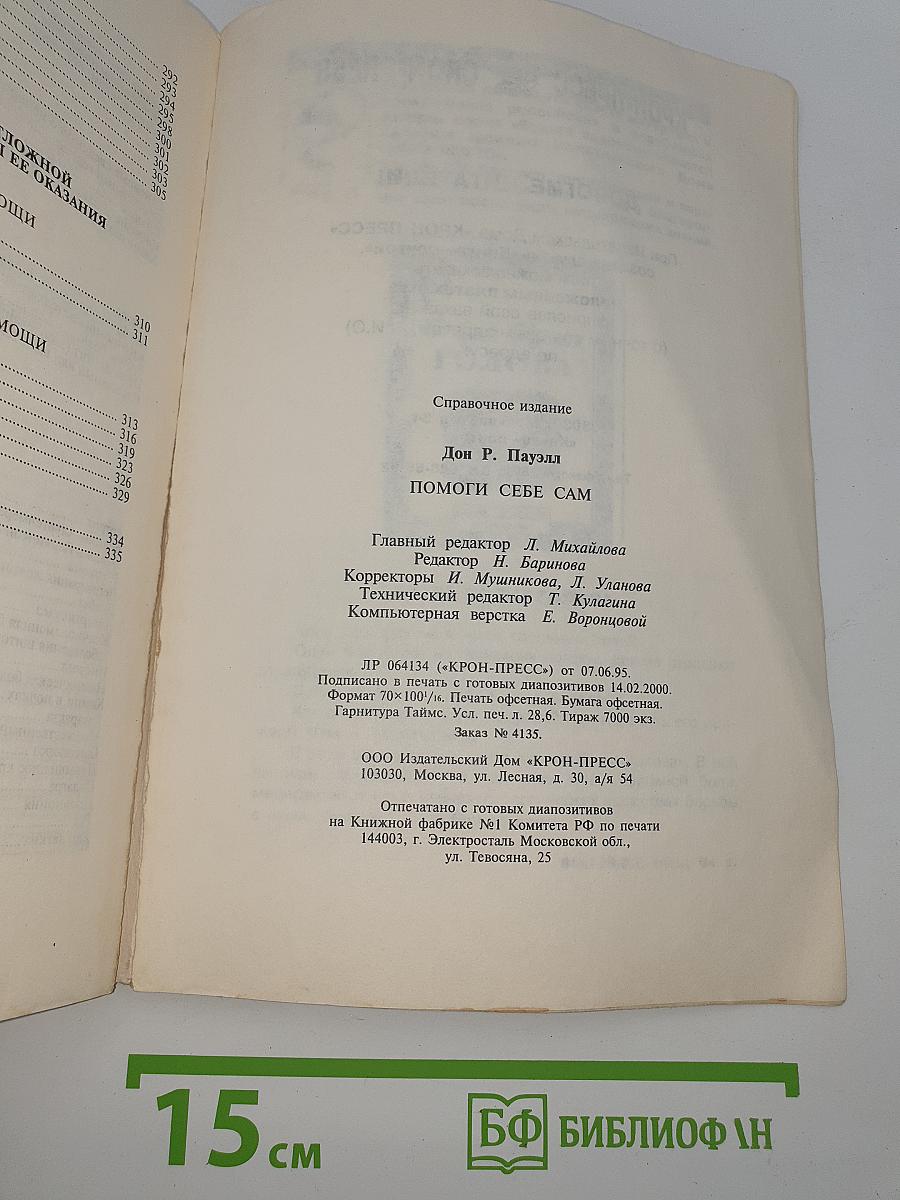 292
293
294
295
298
300
301
302
303
305
ЛОЖНОЙ
ЕЕ ОКАЗАНИЯ
ОЩИ
310
311
МОЩИ
313
316
319
323
326
329
334
335
Справочное издание
Дон Р. Пауэлл
ПОМОГИ СЕБЕ САМ
Главный редактор Л. Михайлова
Редактор Н. Баринова
Корректоры И. Мушникова, Л. Уланова
Технический редактор Т. Кулагина
Компьютерная верстка Е. Воронцовой
ЛР 064134 («КРОН-ПРЕСС») от 07.06.95.
Подписано в печать с готовых диапозитивов 14.02.2000.
Формат 70×100¹/₁₆. Печать офсетная. Бумага офсетная.
Гарнитура Таймс. Усл. печ. л. 28,6. Тираж 7000 экз.
Заказ № 4135.
ООО Издательский Дом «КРОН-ПРЕСС»
103030, Москва, ул. Лесная, д. 30, а/я 54
Отпечатано с готовых диапозитивов
на Книжной фабрике №1 Комитета РФ по печати
144003, г. Электросталь Московской обл.,
ул. Тевосяна, 25
15 см
БФ БИБЛИОФАН